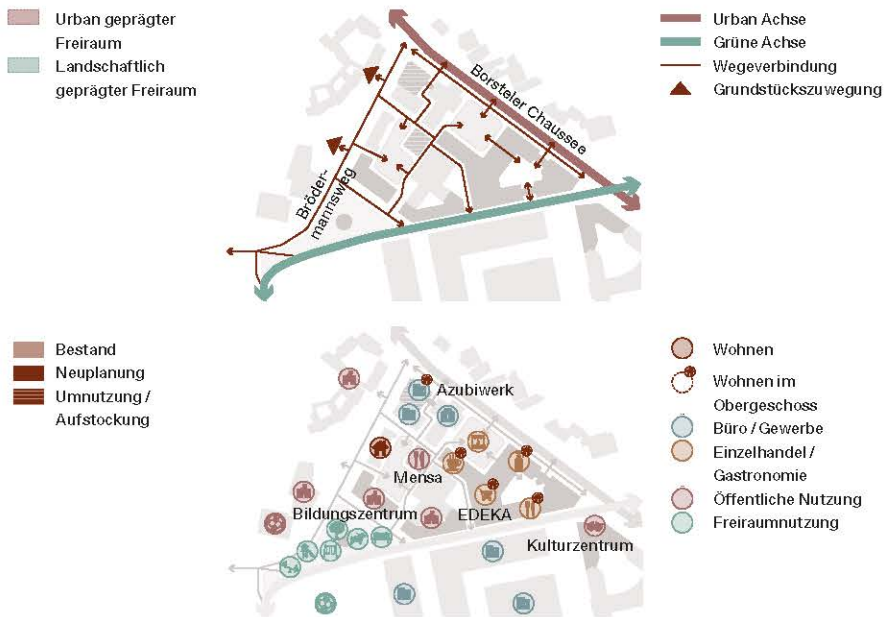 Urban geprägter
Freiraum
Landschaftlich
geprägter Freiraum
Borsteler Chaussee
Bröder-
mannsweg
Urban Achse
Grüne Achse
Wegeverbindung
Grundstückszuwegung
Bestand
Neuplanung
Umnutzung /
Aufstockung
Azubiwerk
Mensa
Bildungszentrum
EDEKA
Kulturzentrum
Wohnen
Wohnen im
Obergeschoss
Büro / Gewerbe
Einzelhandel /
Gastronomie
Öffentliche Nutzung
Freiraumnutzung